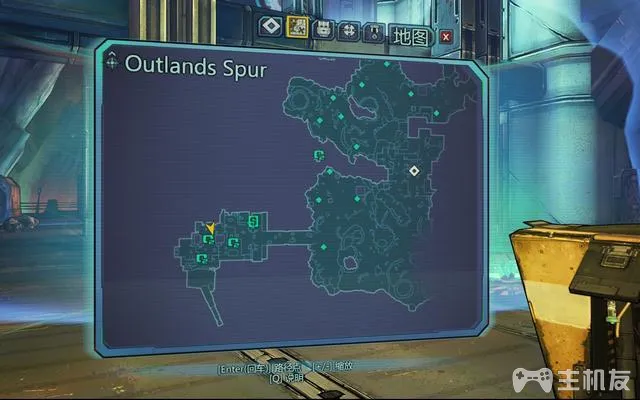 地图
Outlands Spur
[Enter(回车)]路径点 [+/-]缩放
[Q] 说明
主机友